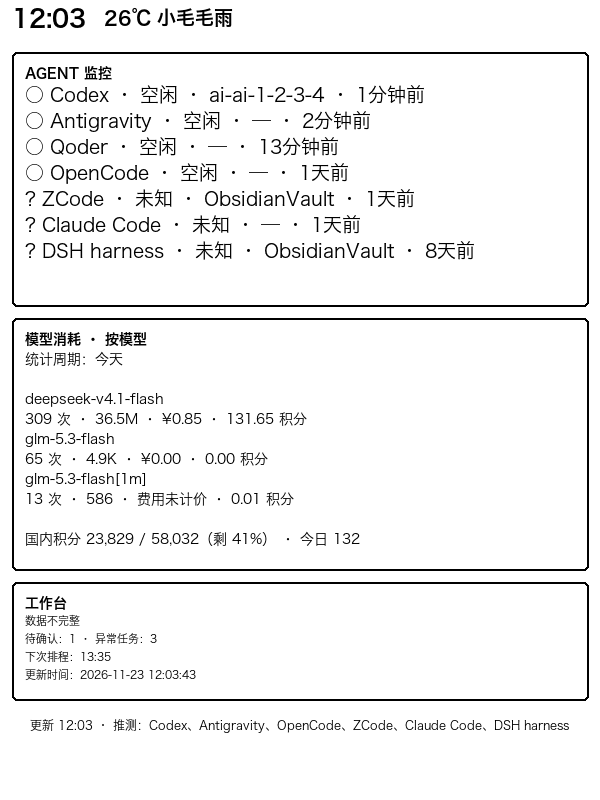 12:03 26℃ 小毛毛雨
AGENT 监控
○ Codex · 空闲 · ai-ai-1-2-3-4 · 1分钟前
○ Antigravity · 空闲 · — · 2分钟前
○ Qoder · 空闲 · — · 13分钟前
○ OpenCode · 空闲 · — · 1天前
? ZCode · 未知 · ObsidianVault · 1天前
? Claude Code · 未知 · — · 1天前
? DSH harness · 未知 · ObsidianVault · 8天前
模型消耗 · 按模型
统计周期：今天
deepseek-v4.1-flash
309 次 · 36.5M · ¥0.85 · 131.65 积分
glm-5.3-flash
65 次 · 4.9K · ¥0.00 · 0.00 积分
glm-5.3-flash[1m]
13 次 · 586 · 费用未计价 · 0.01 积分
国内积分 23,829 / 58,032（剩 41%） · 今日 132
工作台
数据不完整
待确认：1 · 异常任务：3
下次排程：13:35
更新时间：2026-11-23 12:03:43
更新 12:03 · 推测：Codex、Antigravity、OpenCode、ZCode、Claude Code、DSH harness